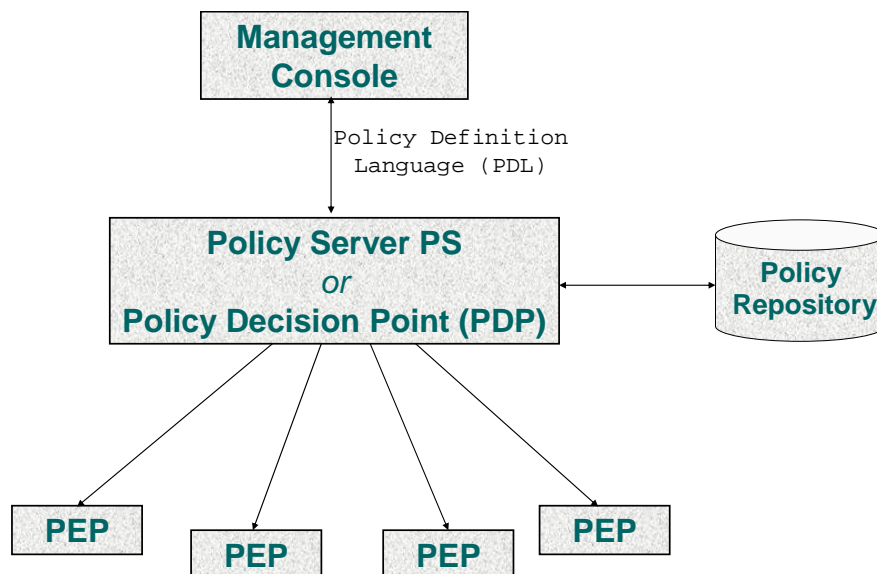 Management
Console
Policy Definition
Language (PDL)
Policy Server PS
or
Policy Decision Point (PDP)
Policy
Repository
PEP
PEP
PEP
PEP